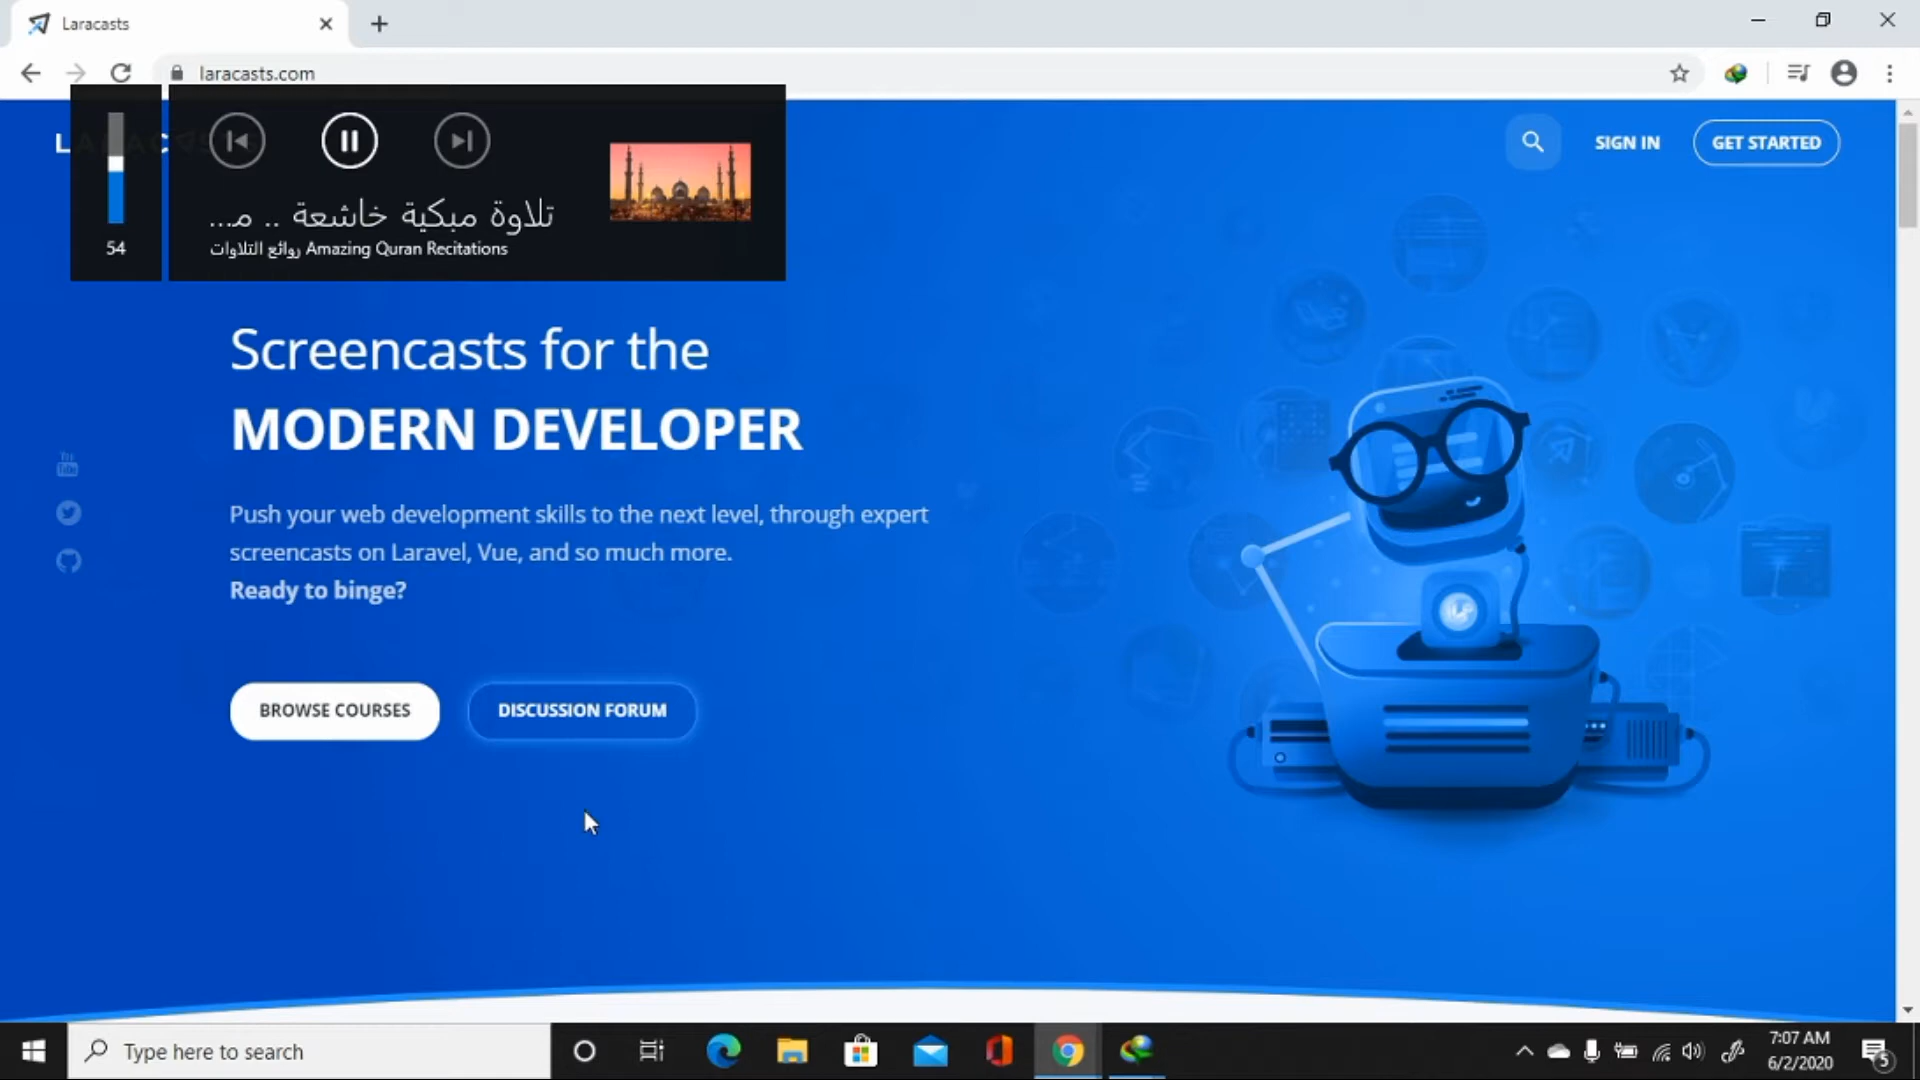 Laracasts
laracasts.com
SIGN IN
GET STARTED
تلاوة مبكية خاشعة .. مـ...
روائع التلاوات Amazing Quran Recitations
54
Screencasts for the
MODERN DEVELOPER
Push your web development skills to the next level, through expert
screencasts on Laravel, Vue, and so much more.
Ready to binge?
BROWSE COURSES
DISCUSSION FORUM
Type here to search
7:07 AM
6/2/2020
5